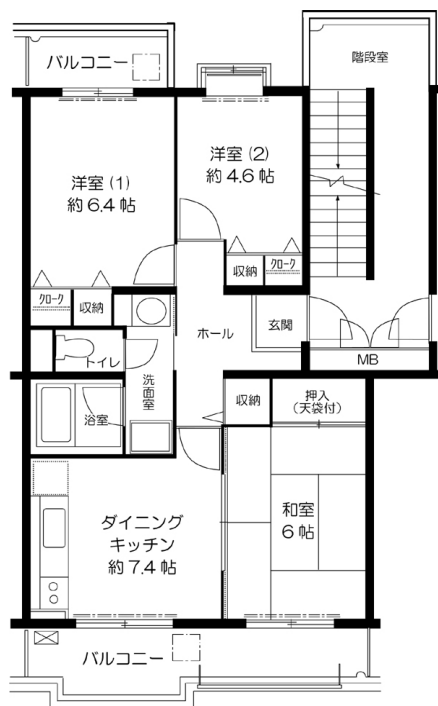 バルコニー
階段室
洋室(1)
約6.4帖
洋室(2)
約4.6帖
収納
クローク
クローク
収納
ホール
玄関
MB
トイレ
洗面室
浴室
収納
押入
(天袋付)
ダイニング
キッチン
約7.4帖
和室
6帖
バルコニー